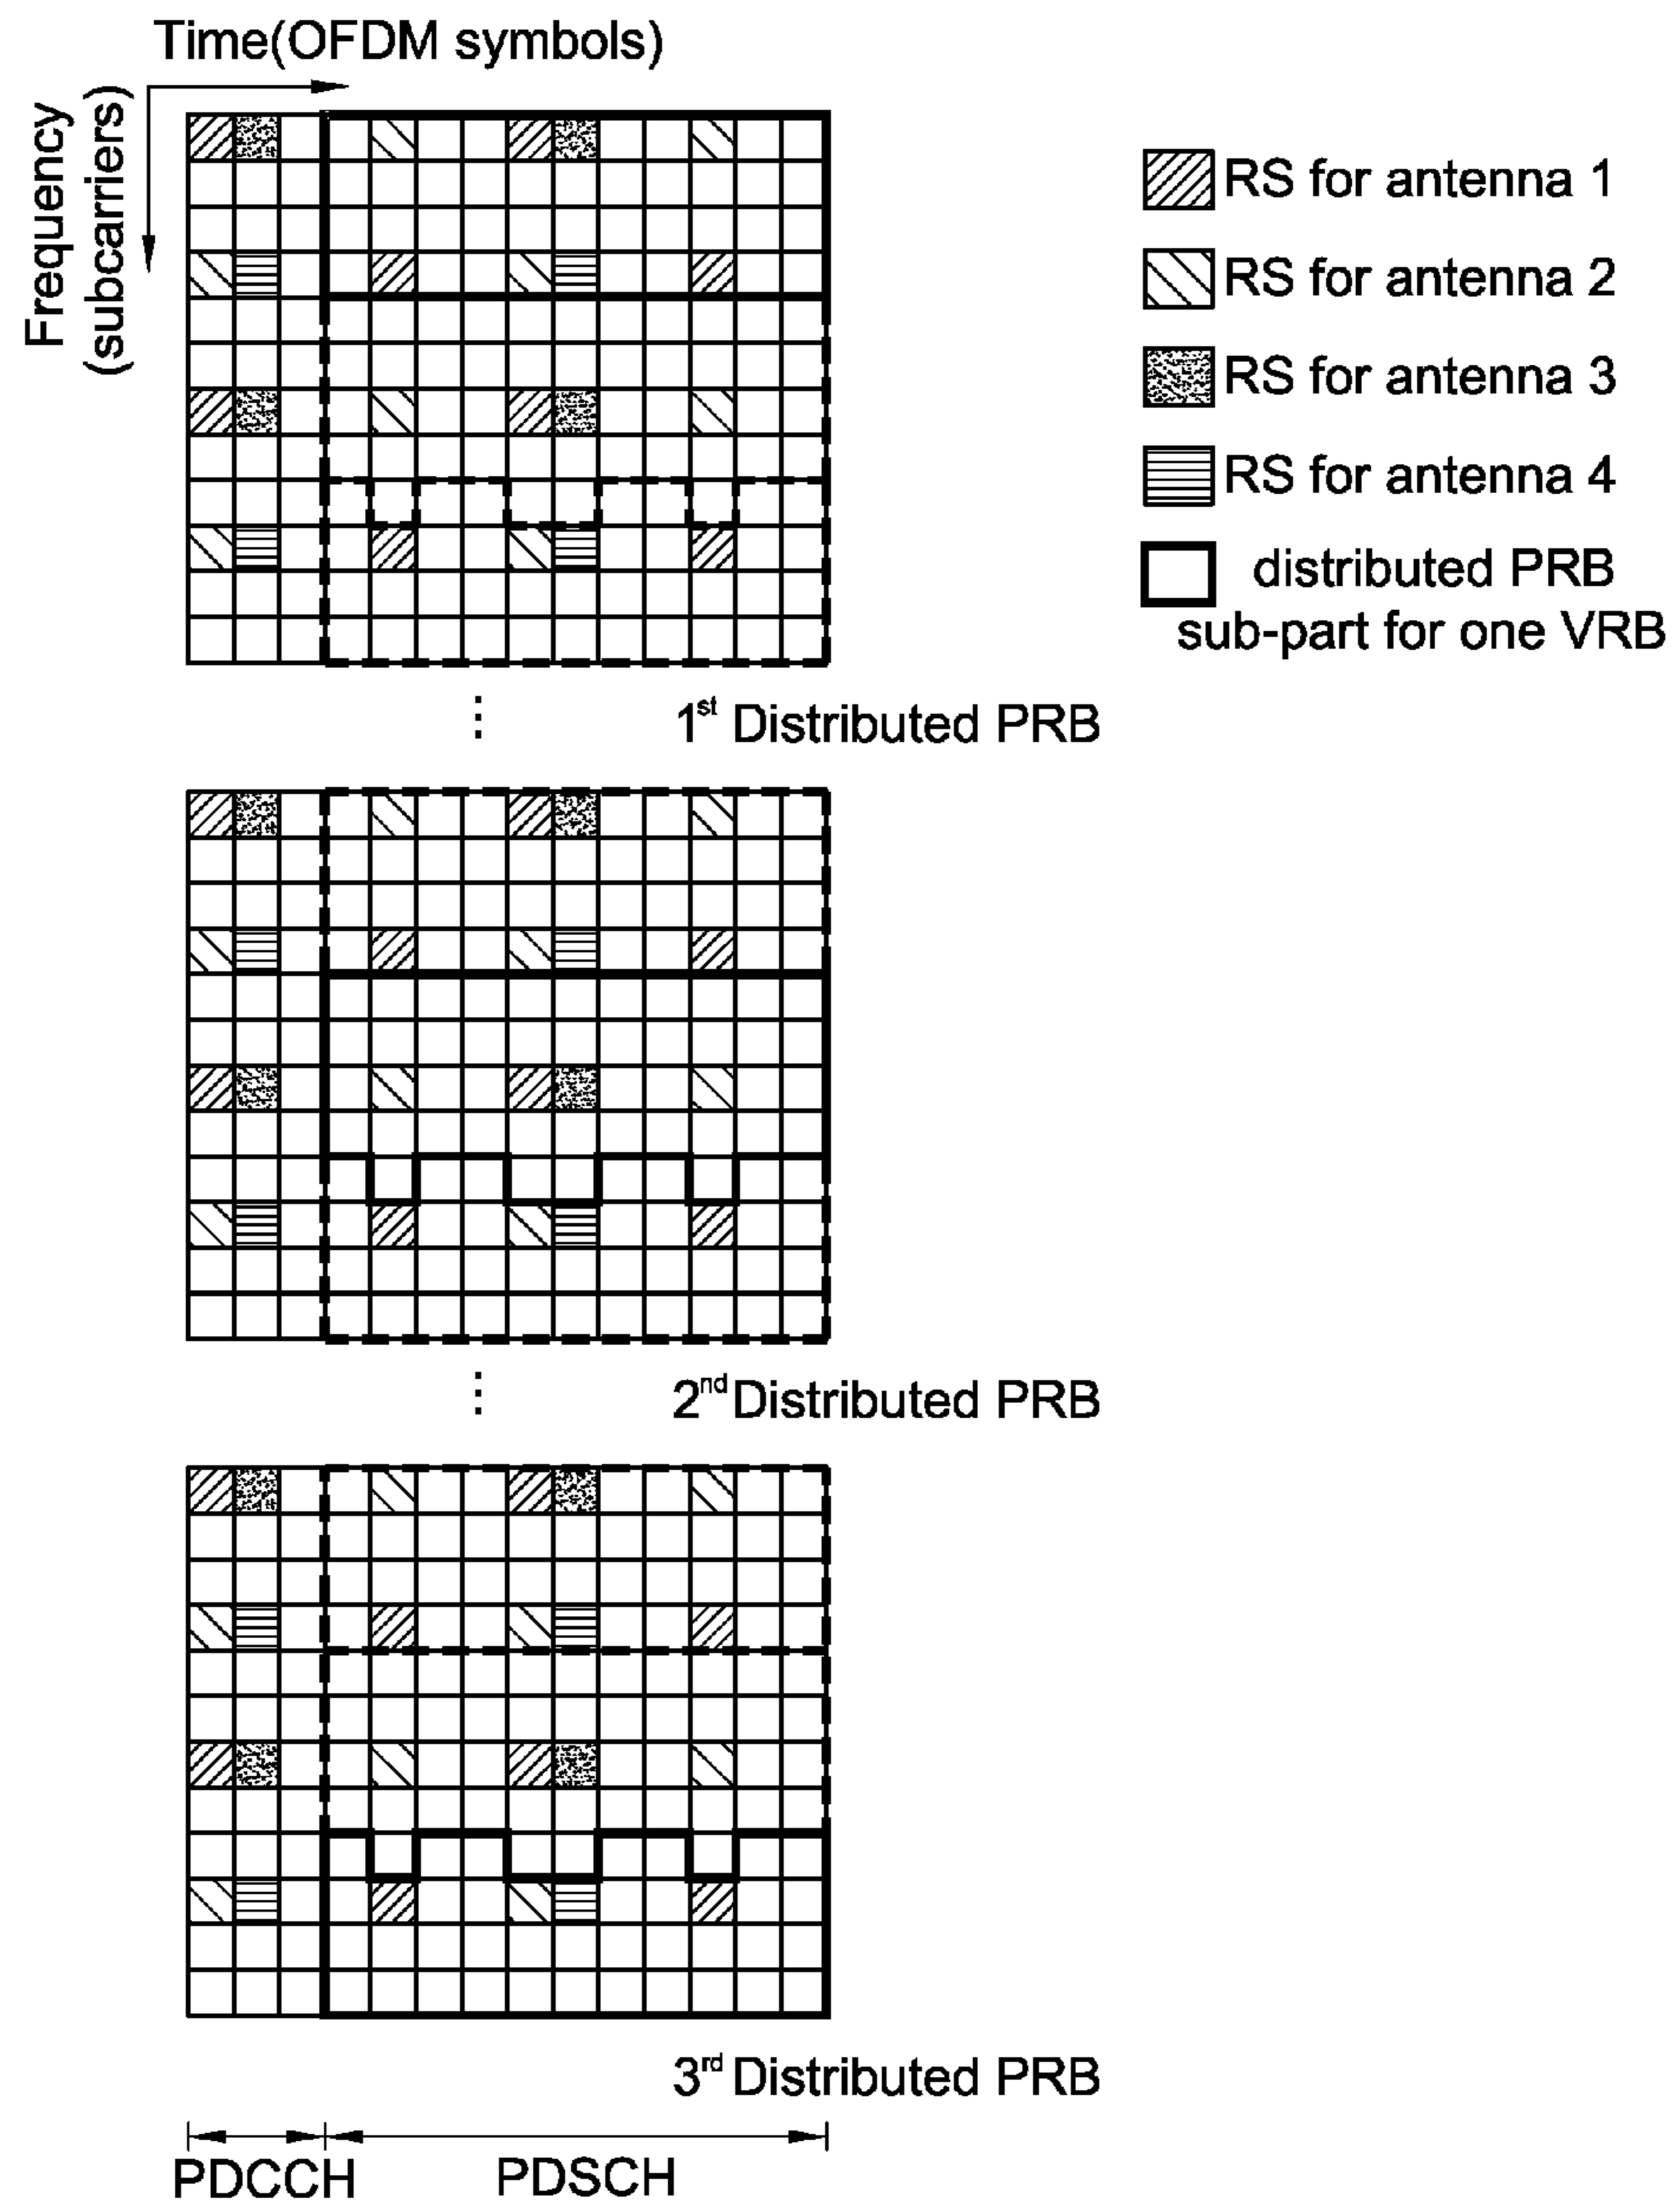 Time(OFDM symbols)
Frequency
(subcarriers)
RS for antenna 1
RS for antenna 2
RS for antenna 3
RS for antenna 4
distributed PRB
sub-part for one VRB
1st Distributed PRB
2nd Distributed PRB
3rd Distributed PRB
PDCCH
PDSCH